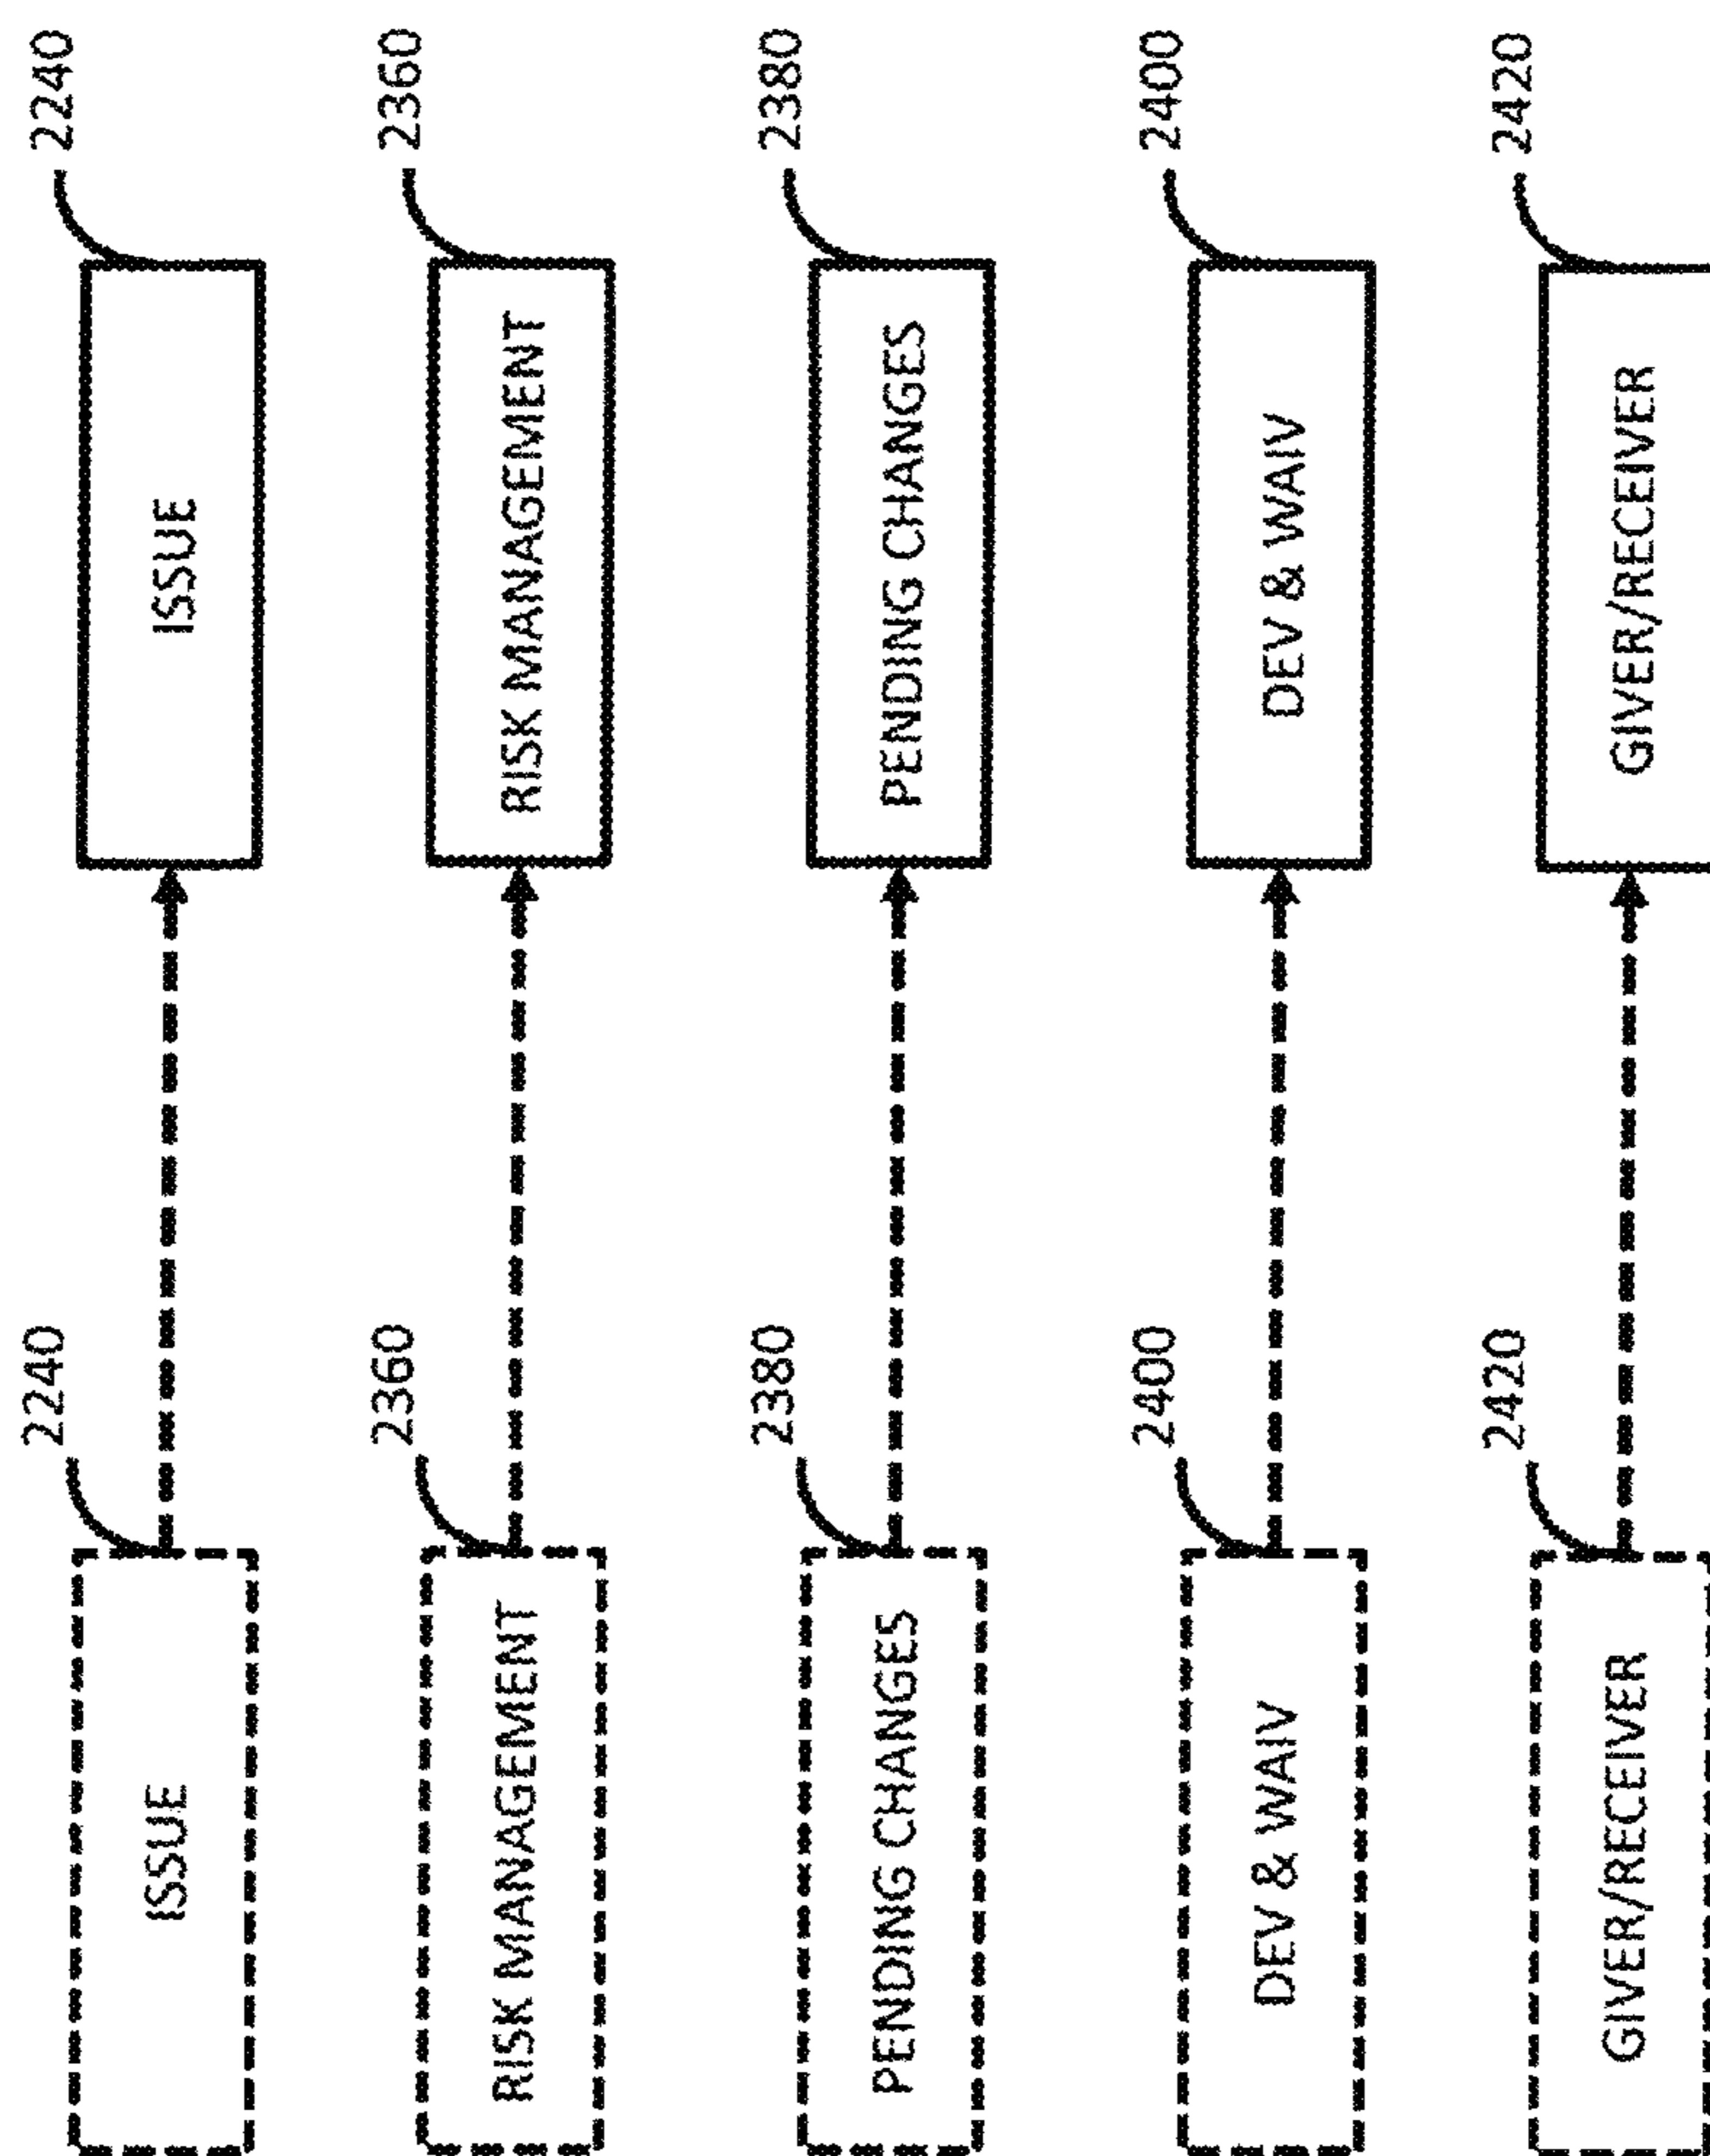 2240
2240
ISSUE
ISSUE
2360
2360
RISK MANAGEMENT
RISK MANAGEMENT
2380
2380
PENDING CHANGES
PENDING CHANGES
2400
2400
DEV & WAIV
DEV & WAIV
2420
2420
GIVER/RECEIVER
GIVER/RECEIVER